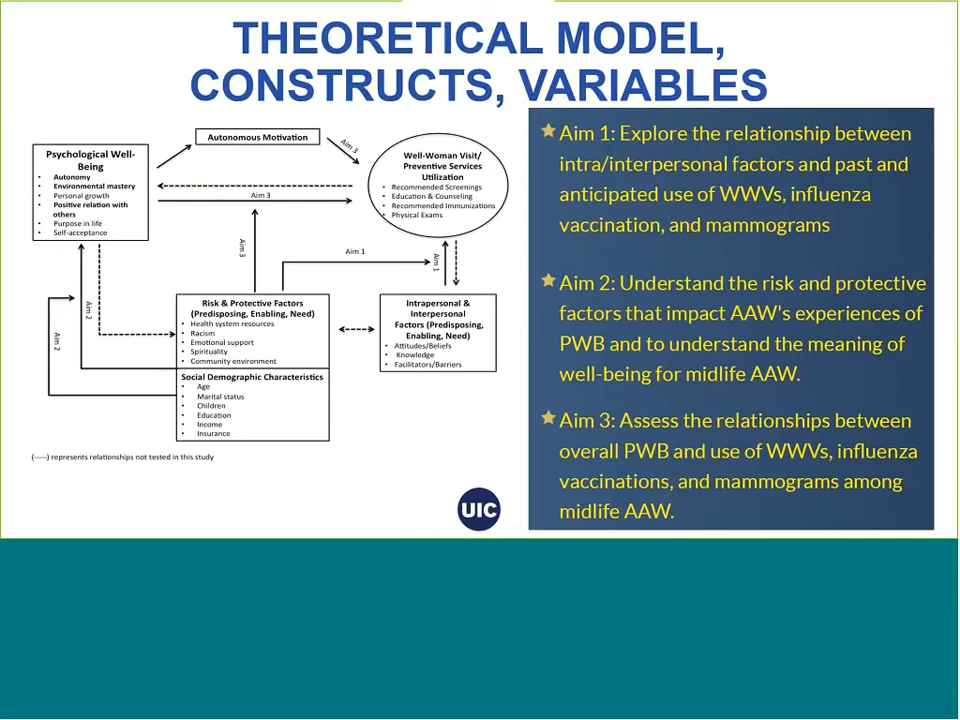 THEORETICAL MODEL,
CONSTRUCTS, VARIABLES
Autonomous Motivation
Psychological Well-
Being
• Autonomy
• Environmental mastery
• Personal growth
• Positive relation with
others
• Purpose in life
• Self-acceptance
Aim 3
Well-Woman Visit/
Preventive Services
Utilization
• Recommended Screenings
• Education & Counseling
• Recommended Immunizations
• Physical Exams
Aim 3
Aim 3
Aim 1
Aim 1
Aim 2
Aim 2
Risk & Protective Factors
(Predisposing, Enabling, Need)
• Health system resources
• Racism
• Emotional support
• Spirituality
• Community environment
Social Demographic Characteristics
• Age
• Marital status
• Children
• Education
• Income
• Insurance
Intrapersonal &
Interpersonal
Factors (Predisposing,
Enabling, Need)
• Attitudes/Beliefs
• Knowledge
• Facilitators/Barriers
(-----) represents relationships not tested in this study
UIC
Aim 1: Explore the relationship between
intra/interpersonal factors and past and
anticipated use of WWVs, influenza
vaccination, and mammograms
Aim 2: Understand the risk and protective
factors that impact AAW's experiences of
PWB and to understand the meaning of
well-being for midlife AAW.
Aim 3: Assess the relationships between
overall PWB and use of WWVs, influenza
vaccinations, and mammograms among
midlife AAW.